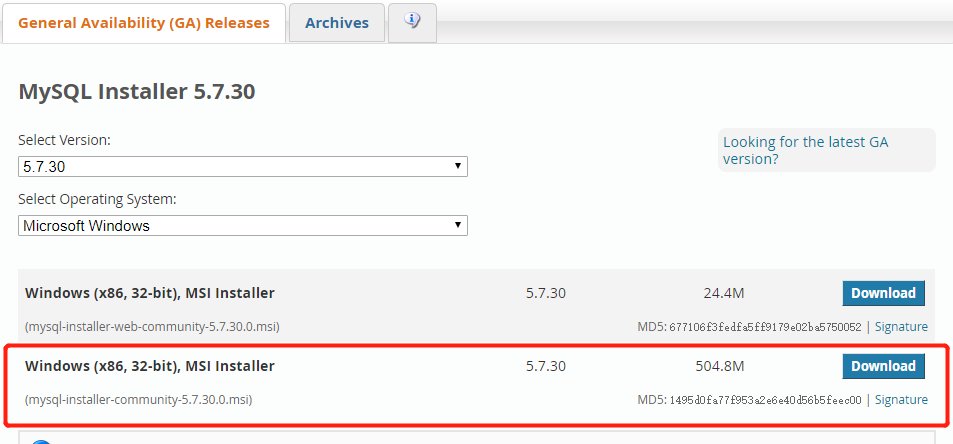 General Availability (GA) Releases
Archives
MySQL Installer 5.7.30
Select Version:
Looking for the latest GA
version?
5.7.30
Select Operating System:
Microsoft Windows
Windows (x86, 32-bit), MSI Installer 5.7.30 24.4M Download
(mysql-installer-web-community-5.7.30.0.msi) MD5: 677106f3fedfa5ff9179e02ba5750052 | Signature
Windows (x86, 32-bit), MSI Installer 5.7.30 504.8M Download
(mysql-installer-community-5.7.30.0.msi) MD5: 1495d0fa77f953a2e6e40d56b5feec00 | Signature